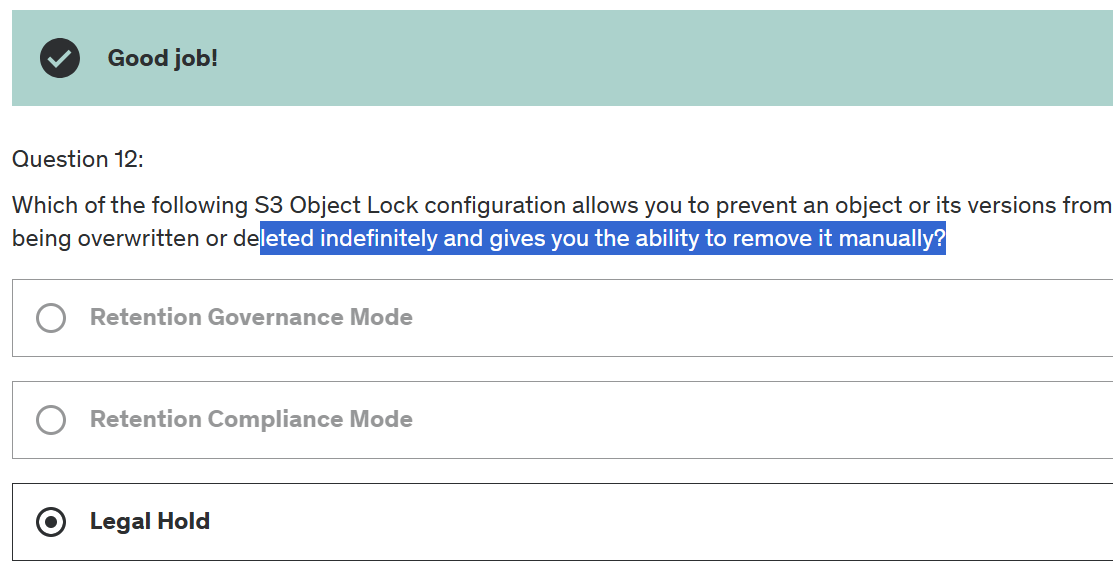 Good job!
Question 12:
Which of the following S3 Object Lock configuration allows you to prevent an object or its versions from
being overwritten or deleted indefinitely and gives you the ability to remove it manually?
Retention Governance Mode
Retention Compliance Mode
Legal Hold